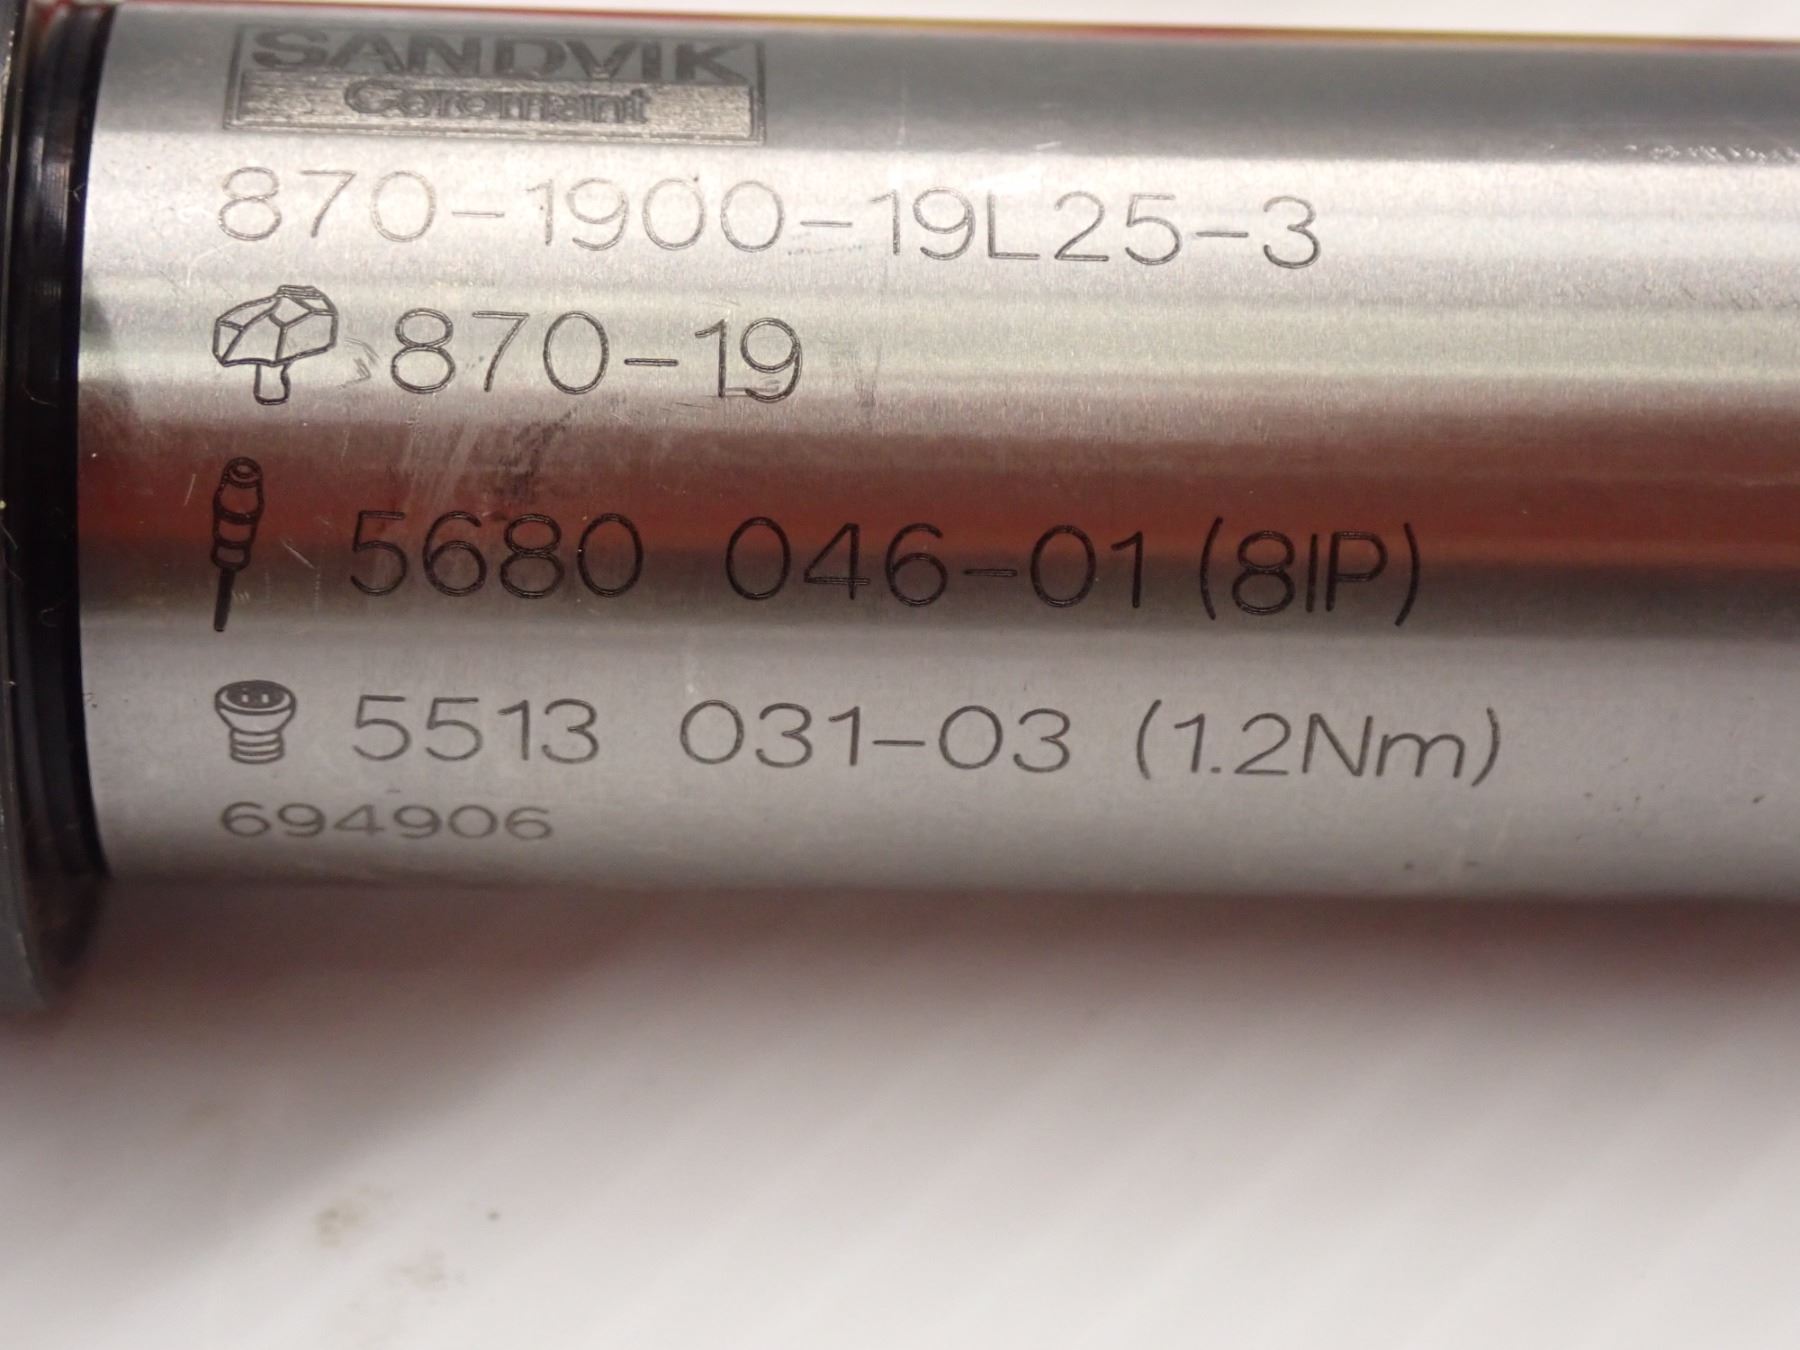 SANDVIK
Coromant
870-1900-19L25-3
870-19
5680 046-01 (8IP)
5513 031-03 (1.2Nm)
694906